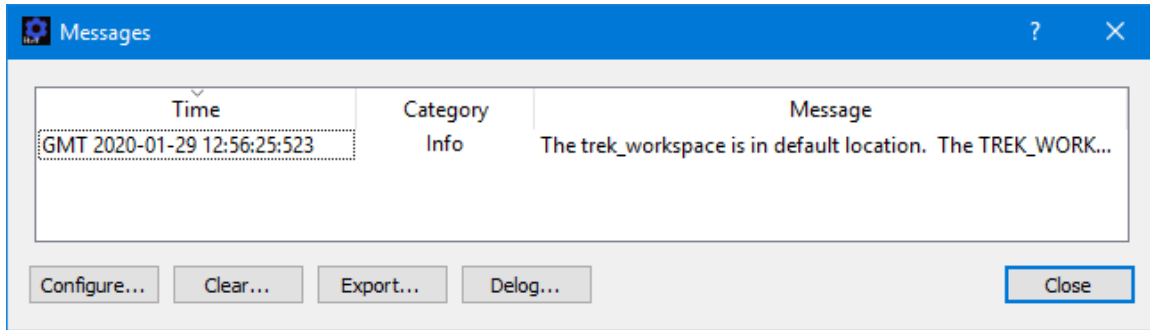 Messages
?
Time Category Message
GMT 2020-01-29 12:56:25:523 Info The trek_workspace is in default location.  The TREK_WORK...
Configure... Clear... Export... Delog... Close